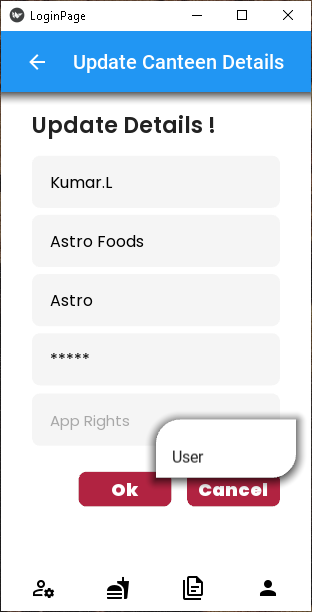 LoginPage
Update Canteen Details
Update Details !
Kumar.L
Astro Foods
Astro
*****
App Rights
User
Ok
Cancel